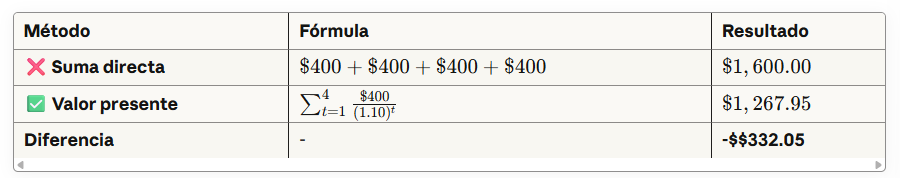 Método Fórmula Resultado
❌ Suma directa $400 + $400 + $400 + $400 $1,600.00
✅ Valor presente ∑_{t=1}^{4} $400/(1.10)^t $1,267.95
Diferencia - -$$332.05